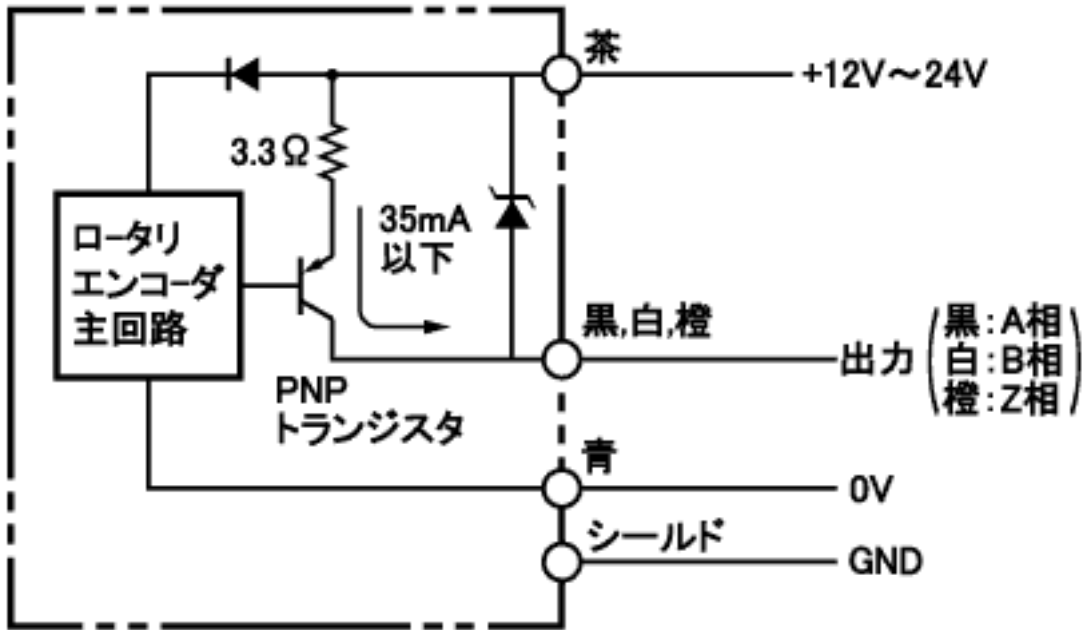 茶
+12V～24V
3.3Ω
35mA
以下
ロータリ
エンコーダ
主回路
黒,白,橙
出力
黒:A相
白:B相
橙:Z相
PNP
トランジスタ
青
0V
シールド
GND